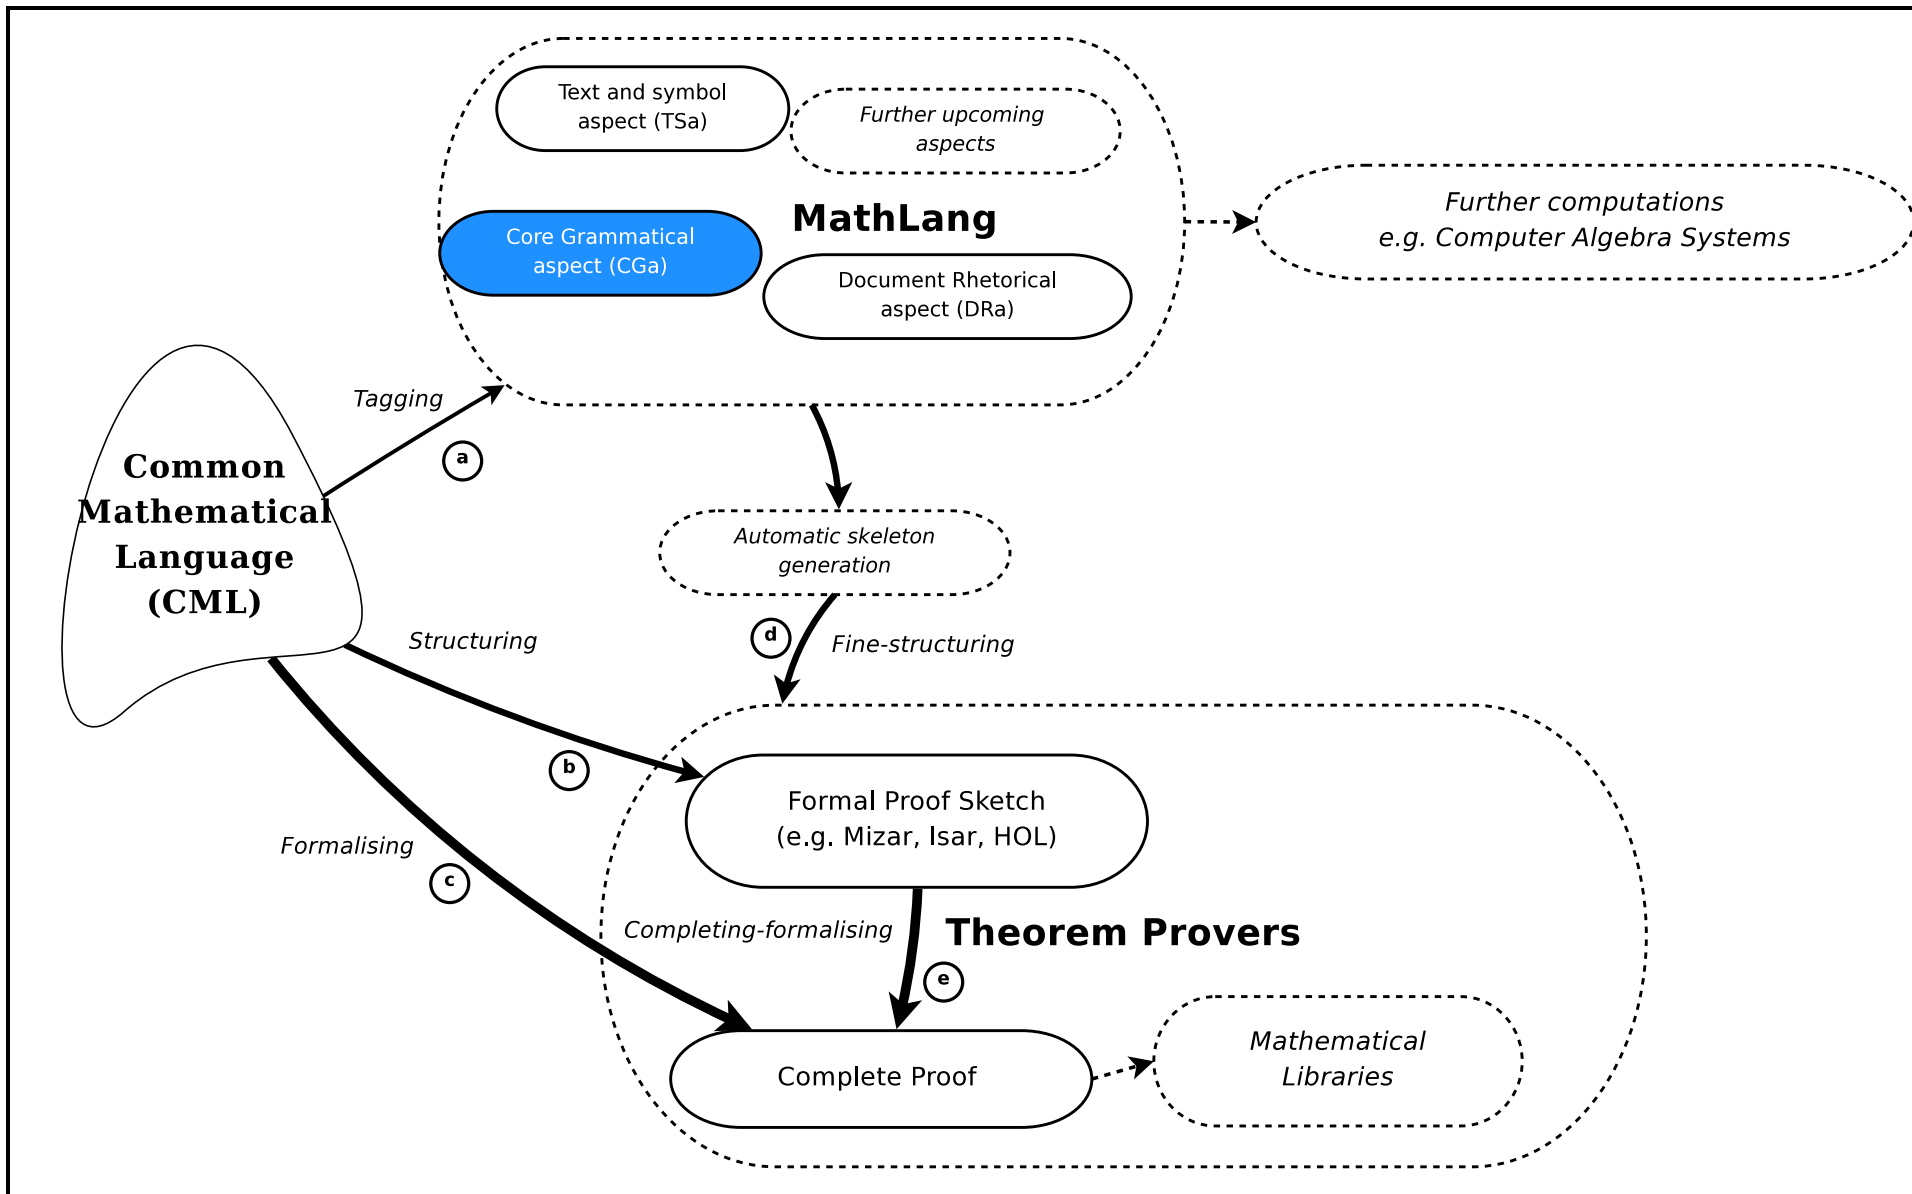 Text and symbol
aspect (TSa)
Further upcoming
aspects
MathLang
Core Grammatical
aspect (CGa)
Document Rhetorical
aspect (DRa)
Further computations
e.g. Computer Algebra Systems
Tagging
a
Common
Mathematical
Language
(CML)
Automatic skeleton
generation
Structuring
d
Fine-structuring
b
Formal Proof Sketch
(e.g. Mizar, Isar, HOL)
Formalising
c
Completing-formalising
Theorem Provers
e
Complete Proof
Mathematical
Libraries